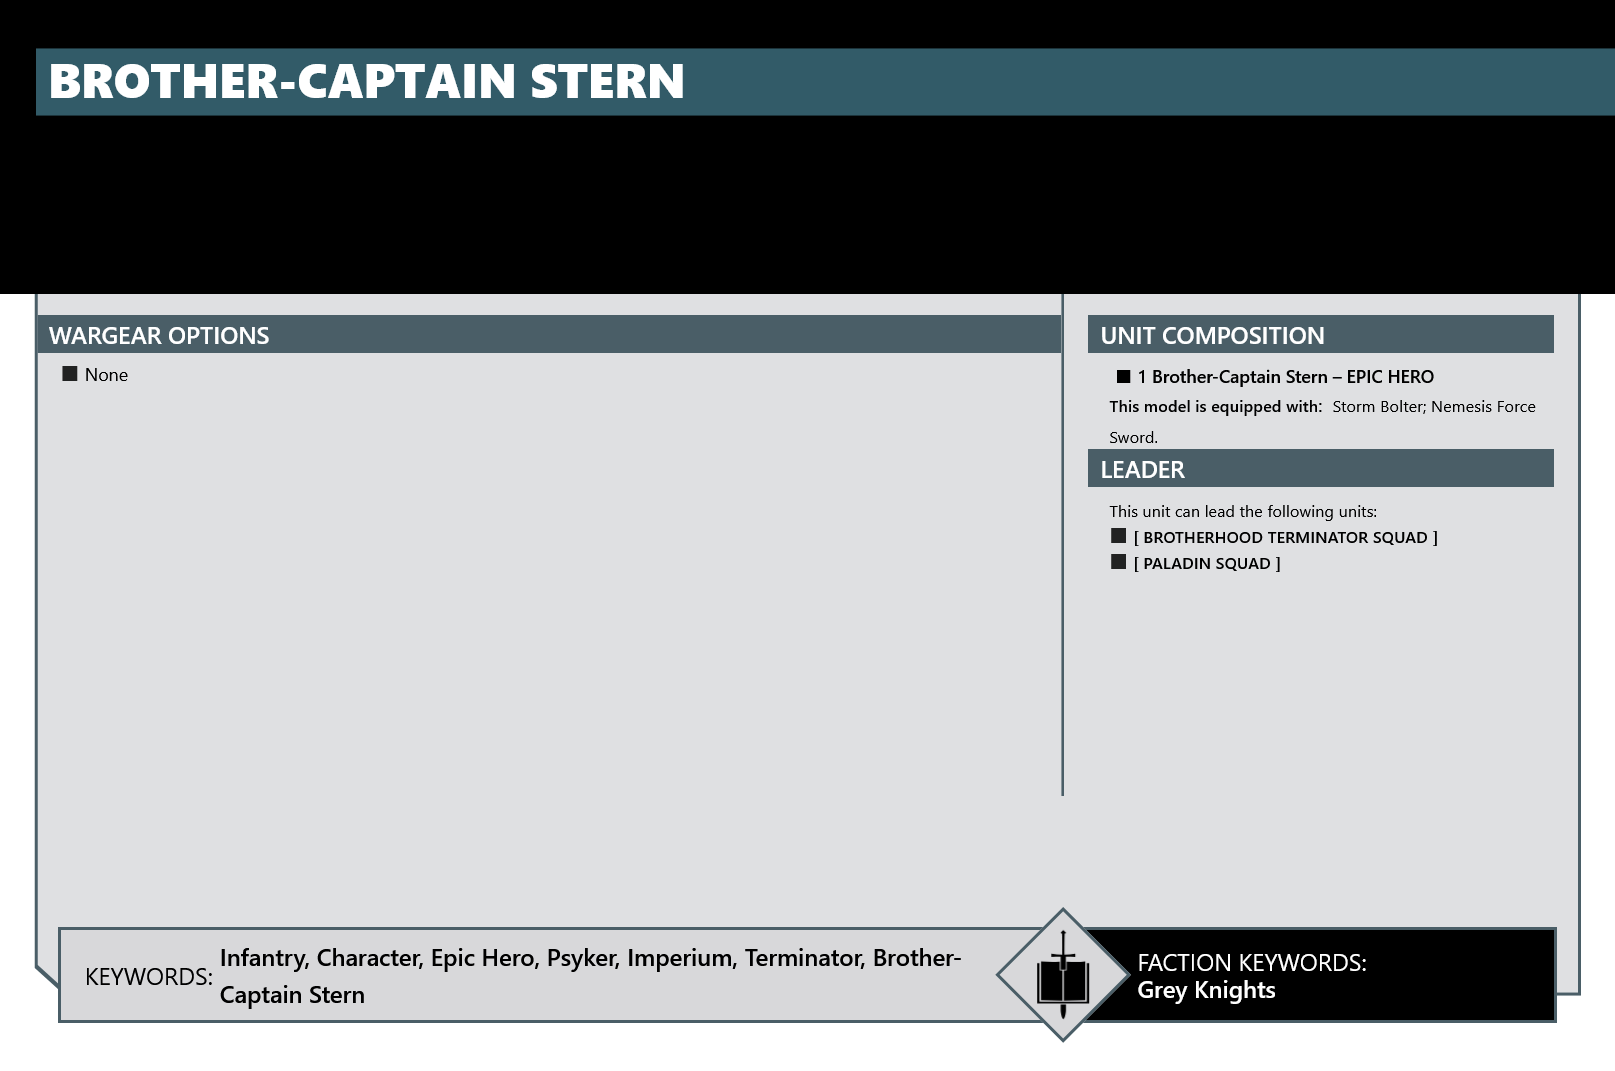 BROTHER-CAPTAIN STERN
WARGEAR OPTIONS
■ None
UNIT COMPOSITION
■ 1 Brother-Captain Stern – EPIC HERO
This model is equipped with: Storm Bolter; Nemesis Force
Sword.
LEADER
This unit can lead the following units:
■ [ BROTHERHOOD TERMINATOR SQUAD ]
■ [ PALADIN SQUAD ]
KEYWORDS: Infantry, Character, Epic Hero, Psyker, Imperium, Terminator, Brother-
Captain Stern
FACTION KEYWORDS:
Grey Knights